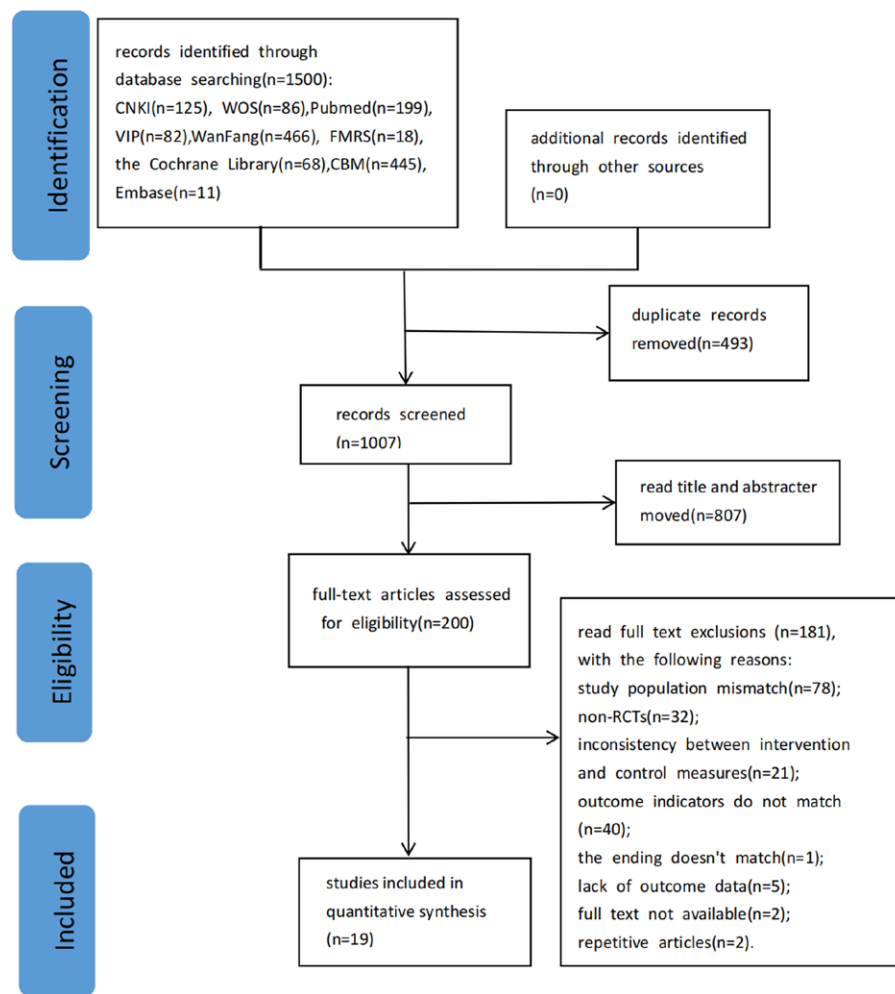 Identification
records identified through
database searching(n=1500):
CNKI(n=125), WOS(n=86),Pubmed(n=199),
VIP(n=82),WanFang(n=466), FMRS(n=18),
the Cochrane Library(n=68),CBM(n=445),
Embase(n=11)
additional records identified
through other sources
(n=0)
Screening
duplicate records
removed(n=493)
records screened
(n=1007)
read title and abstracter
moved(n=807)
Eligibility
full-text articles assessed
for eligibility(n=200)
read full text exclusions (n=181),
with the following reasons:
study population mismatch(n=78);
non-RCTs(n=32);
inconsistency between intervention
and control measures(n=21);
outcome indicators do not match
(n=40);
the ending doesn't match(n=1);
lack of outcome data(n=5);
full text not available(n=2);
repetitive articles(n=2).
Included
studies included in
quantitative synthesis
(n=19)